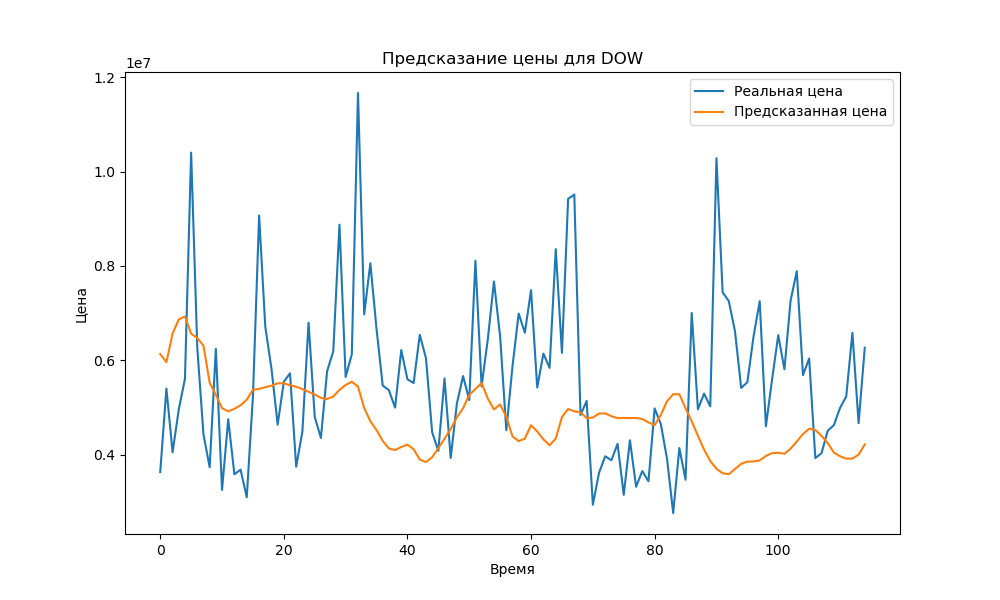 Предсказание цены для DOW
1e7
1.2
1.0
0.8
0.6
0.4
Цена
Реальная цена
Предсказанная цена
0
20
40
60
80
100
Время